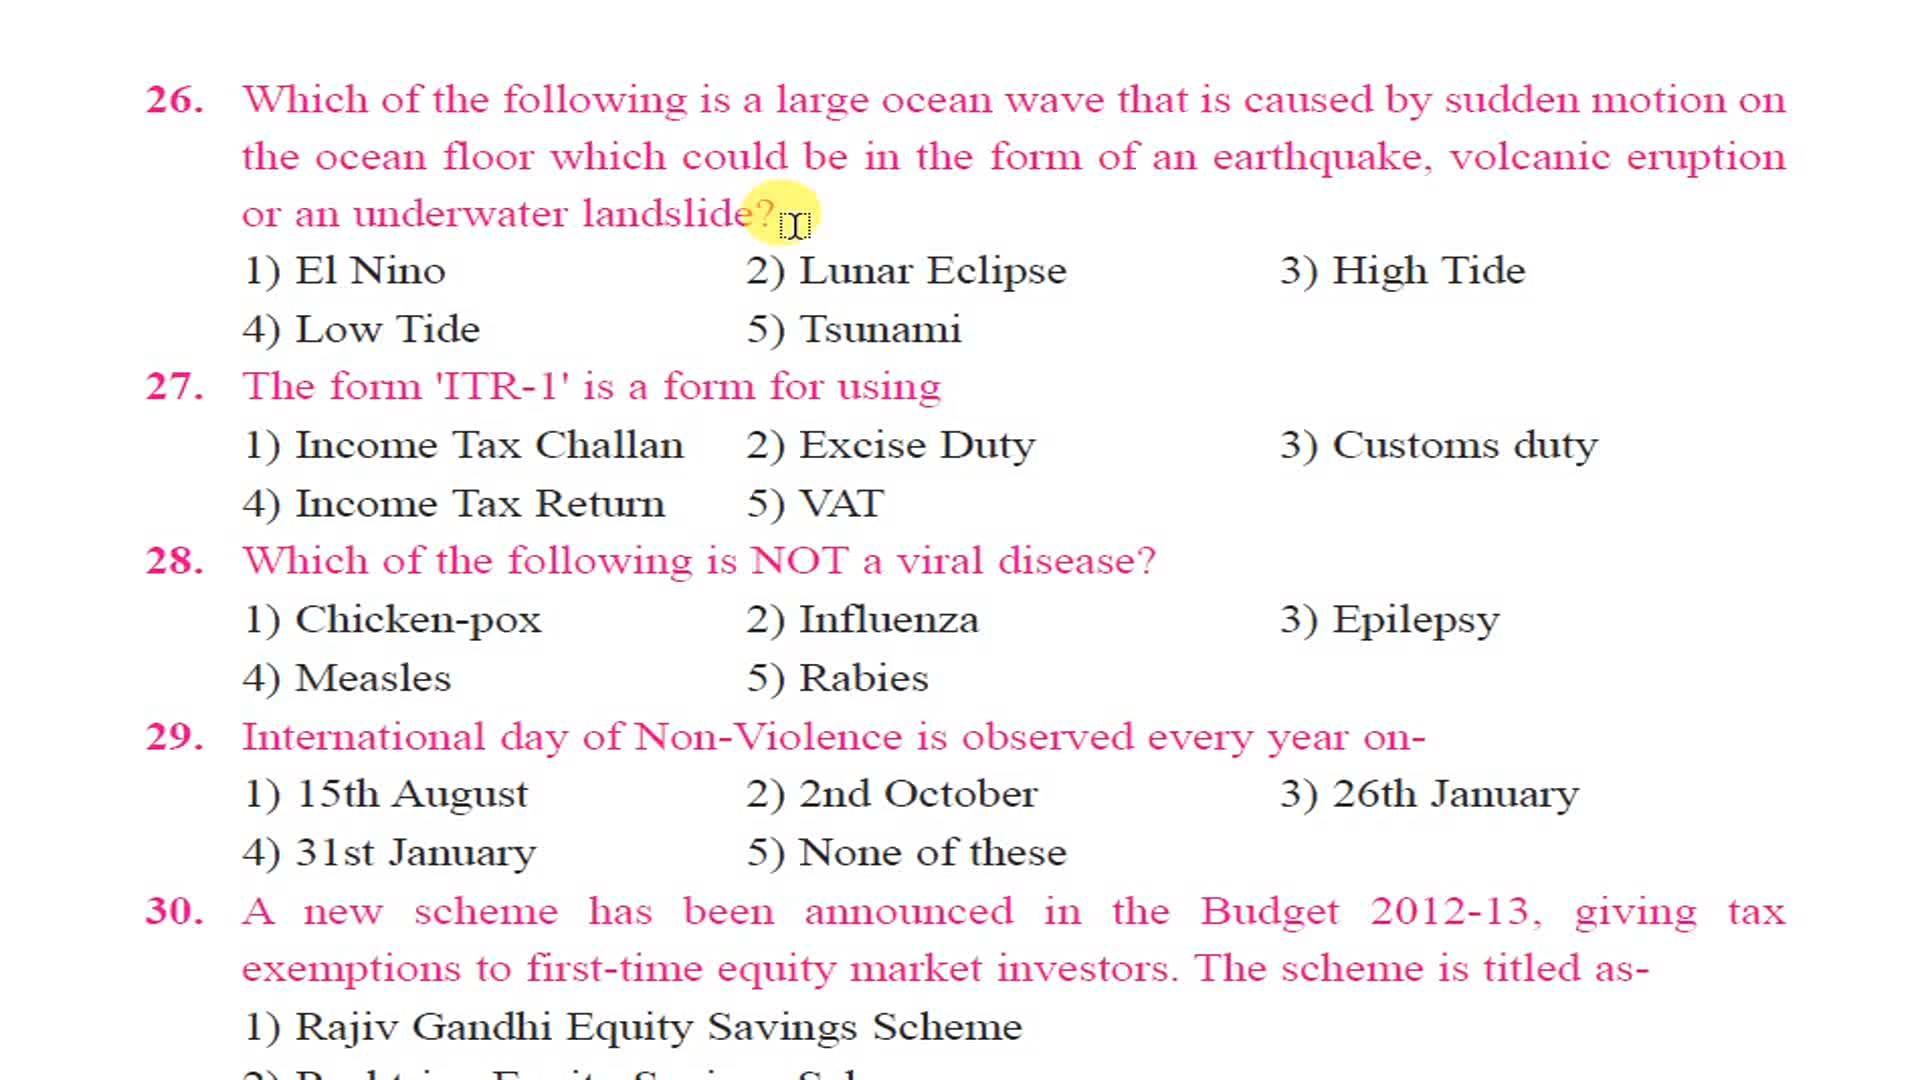 26. Which of the following is a large ocean wave that is caused by sudden motion on
the ocean floor which could be in the form of an earthquake, volcanic eruption
or an underwater landslide?
1) El Nino 2) Lunar Eclipse 3) High Tide
4) Low Tide 5) Tsunami
27. The form 'ITR-1' is a form for using
1) Income Tax Challan 2) Excise Duty 3) Customs duty
4) Income Tax Return 5) VAT
28. Which of the following is NOT a viral disease?
1) Chicken-pox 2) Influenza 3) Epilepsy
4) Measles 5) Rabies
29. International day of Non-Violence is observed every year on-
1) 15th August 2) 2nd October 3) 26th January
4) 31st January 5) None of these
30. A new scheme has been announced in the Budget 2012-13, giving tax
exemptions to first-time equity market investors. The scheme is titled as-
1) Rajiv Gandhi Equity Savings Scheme